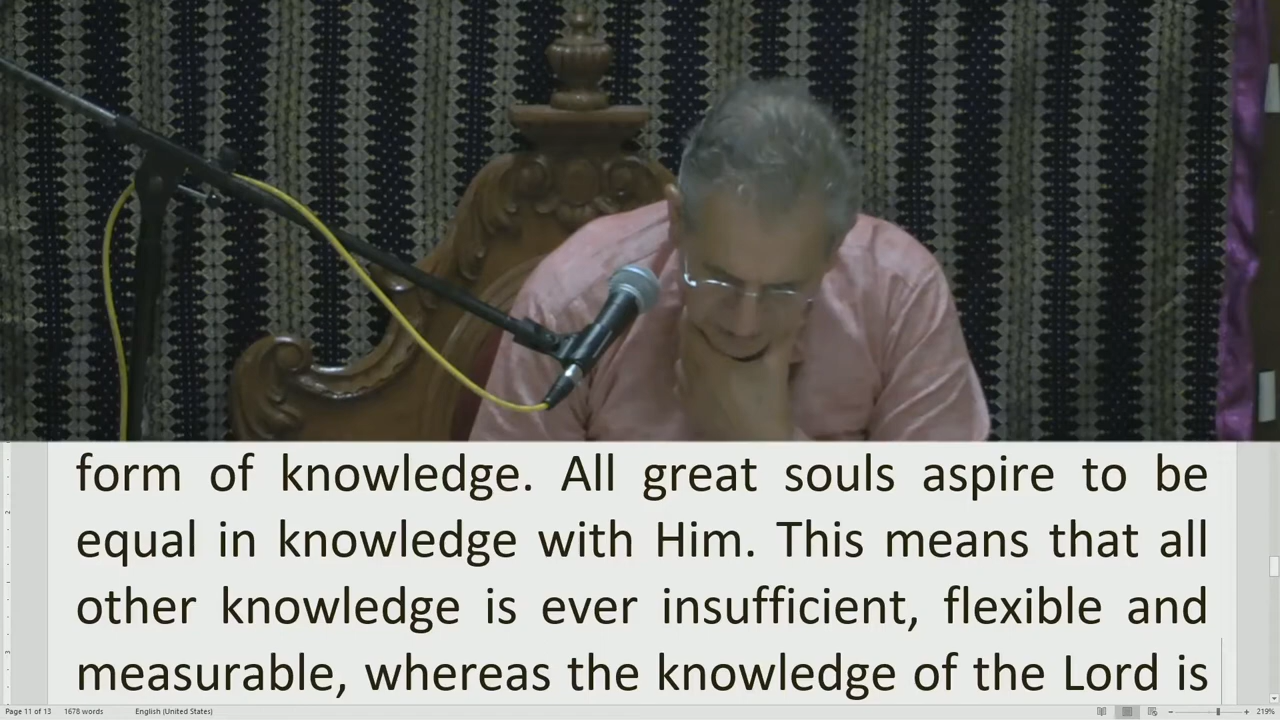 form of knowledge. All great souls aspire to be
equal in knowledge with Him. This means that all
other knowledge is ever insufficient, flexible and
measurable, whereas the knowledge of the Lord is
Page 11 of 13 1678 words English (United States) 219%